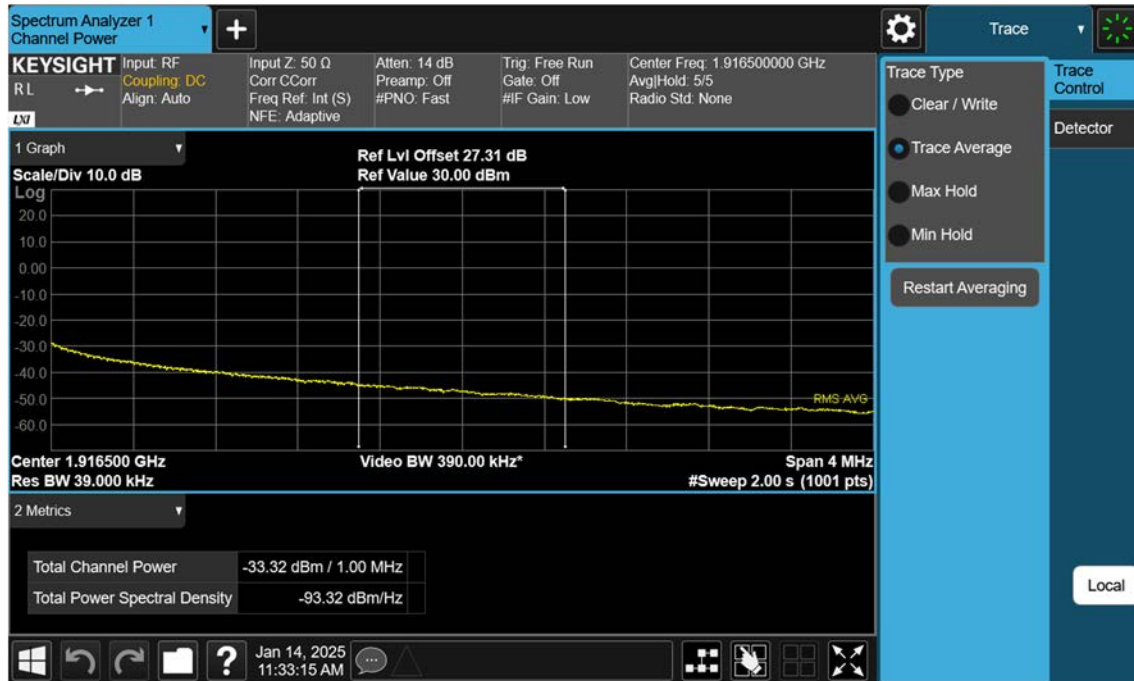 Spectrum Analyzer 1
Channel Power
Trace
KEYSIGHT
R L
LXI
Input: RF
Coupling: DC
Align: Auto
Input Z: 50 Ω
Corr CCorr
Freq Ref: Int (S)
NFE: Adaptive
Atten: 14 dB
Preamp: Off
#PNO: Fast
Trig: Free Run
Gate: Off
#IF Gain: Low
Center Freq: 1.916500000 GHz
Avg|Hold: 5/5
Radio Std: None
1 Graph
Scale/Div 10.0 dB
Ref Lvl Offset 27.31 dB
Ref Value 30.00 dBm
Log
20.0
10.0
0.00
-10.0
-20.0
-30.0
-40.0
-50.0
-60.0
RMS AVG
Center 1.916500 GHz
Res BW 39.000 kHz
Video BW 390.00 kHz*
Span 4 MHz
#Sweep 2.00 s (1001 pts)
2 Metrics
Total Channel Power -33.32 dBm / 1.00 MHz
Total Power Spectral Density -93.32 dBm/Hz
Trace Type
Clear / Write
Trace Average
Max Hold
Min Hold
Restart Averaging
Trace
Control
Detector
Local
?
Jan 14, 2025
11:33:15 AM